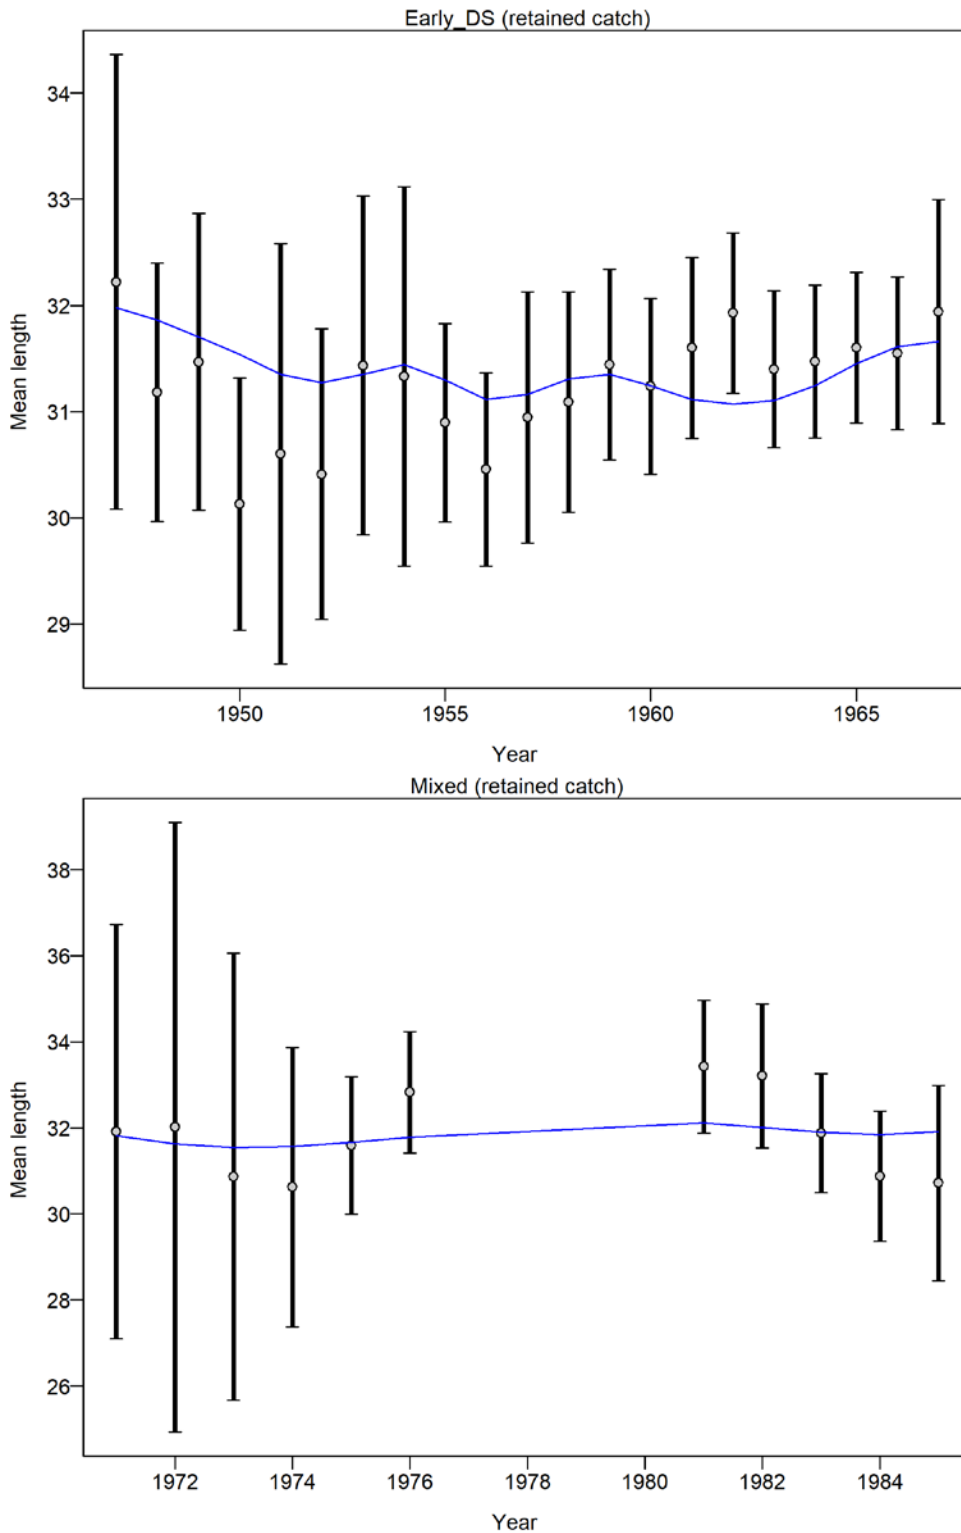 Early_DS (retained catch)
34
33
32
31
30
29
Mean length
1950 1955 1960 1965
Year
Mixed (retained catch)
38
36
34
32
30
28
26
Mean length
1972 1974 1976 1978 1980 1982 1984
Year